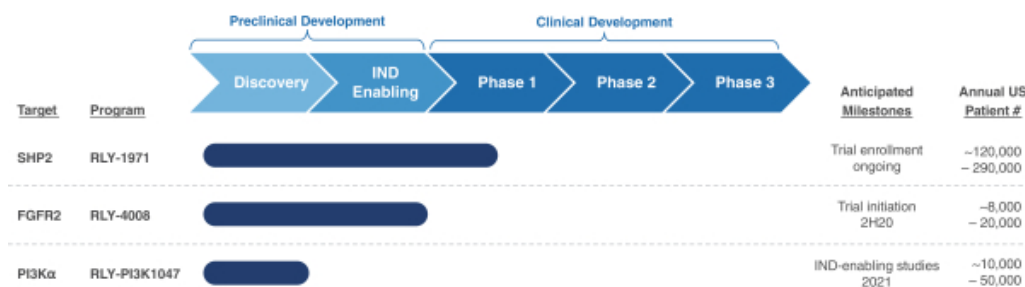 Preclinical Development
Clinical Development
Discovery
IND
Enabling
Phase 1
Phase 2
Phase 3
Target
Program
Anticipated
Milestones
Annual US
Patient #
SHP2
RLY-1971
Trial enrollment
ongoing
~120,000
– 290,000
FGFR2
RLY-4008
Trial initiation
2H20
~8,000
– 20,000
PI3Kα
RLY-PI3K1047
IND-enabling studies
2021
~10,000
– 50,000